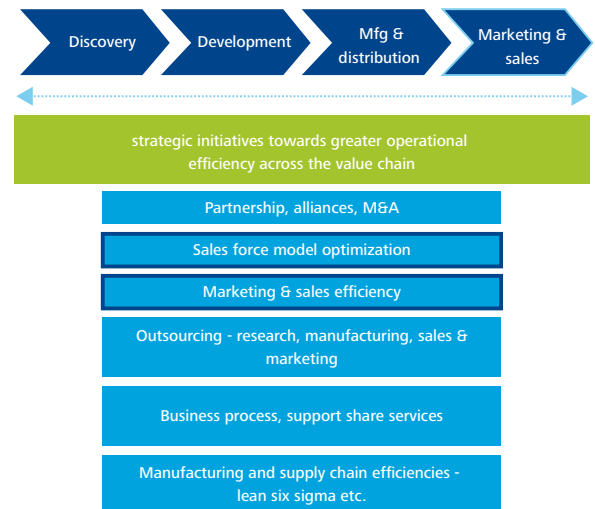 Discovery
Development
Mfg &
distribution
Marketing &
sales
strategic initiatives towards greater operational
efficiency across the value chain
Partnership, alliances, M&A
Sales force model optimization
Marketing & sales efficiency
Outsourcing - research, manufacturing, sales &
marketing
Business process, support share services
Manufacturing and supply chain efficiencies -
lean six sigma etc.